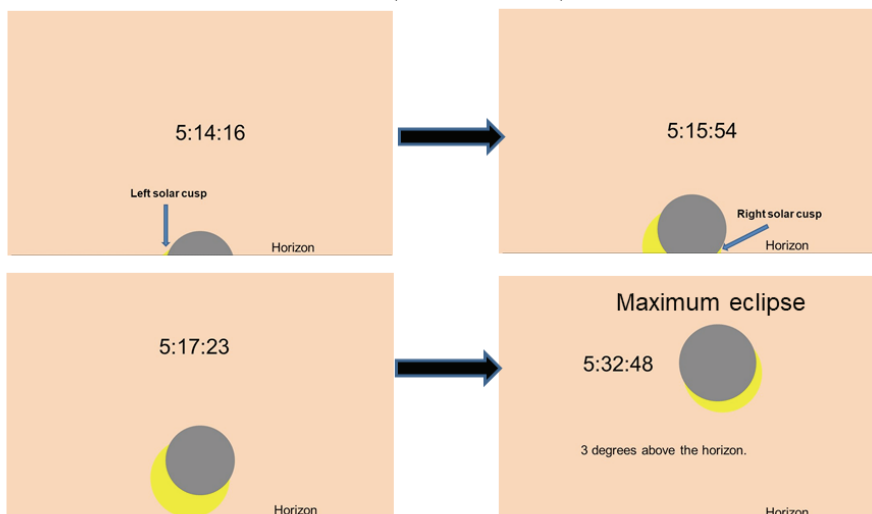 5:14:16
Left solar cusp
Horizon
5:15:54
Right solar cusp
Horizon
5:17:23
Horizon
Maximum eclipse
5:32:48
3 degrees above the horizon.
Horizon